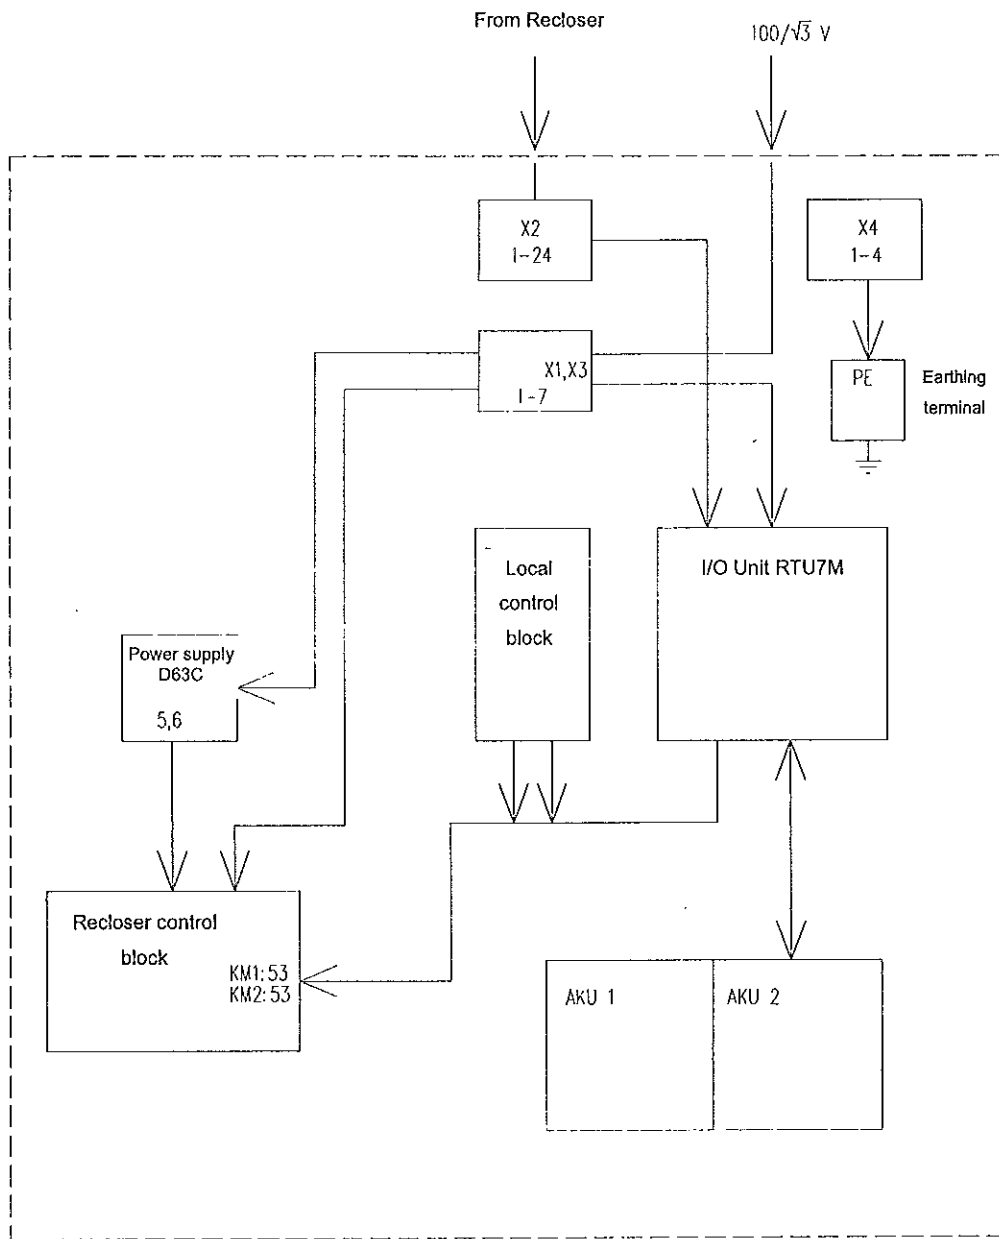 From Recloser
100/√3 V
X2
1-24
X4
1-4
X1,X3
1-7
PE
Earthing
terminal
Local
control
block
I/O Unit RTU7M
Power supply
D63C
5,6
Recloser control
block
KM1:53
KM2:53
AKU 1
AKU 2